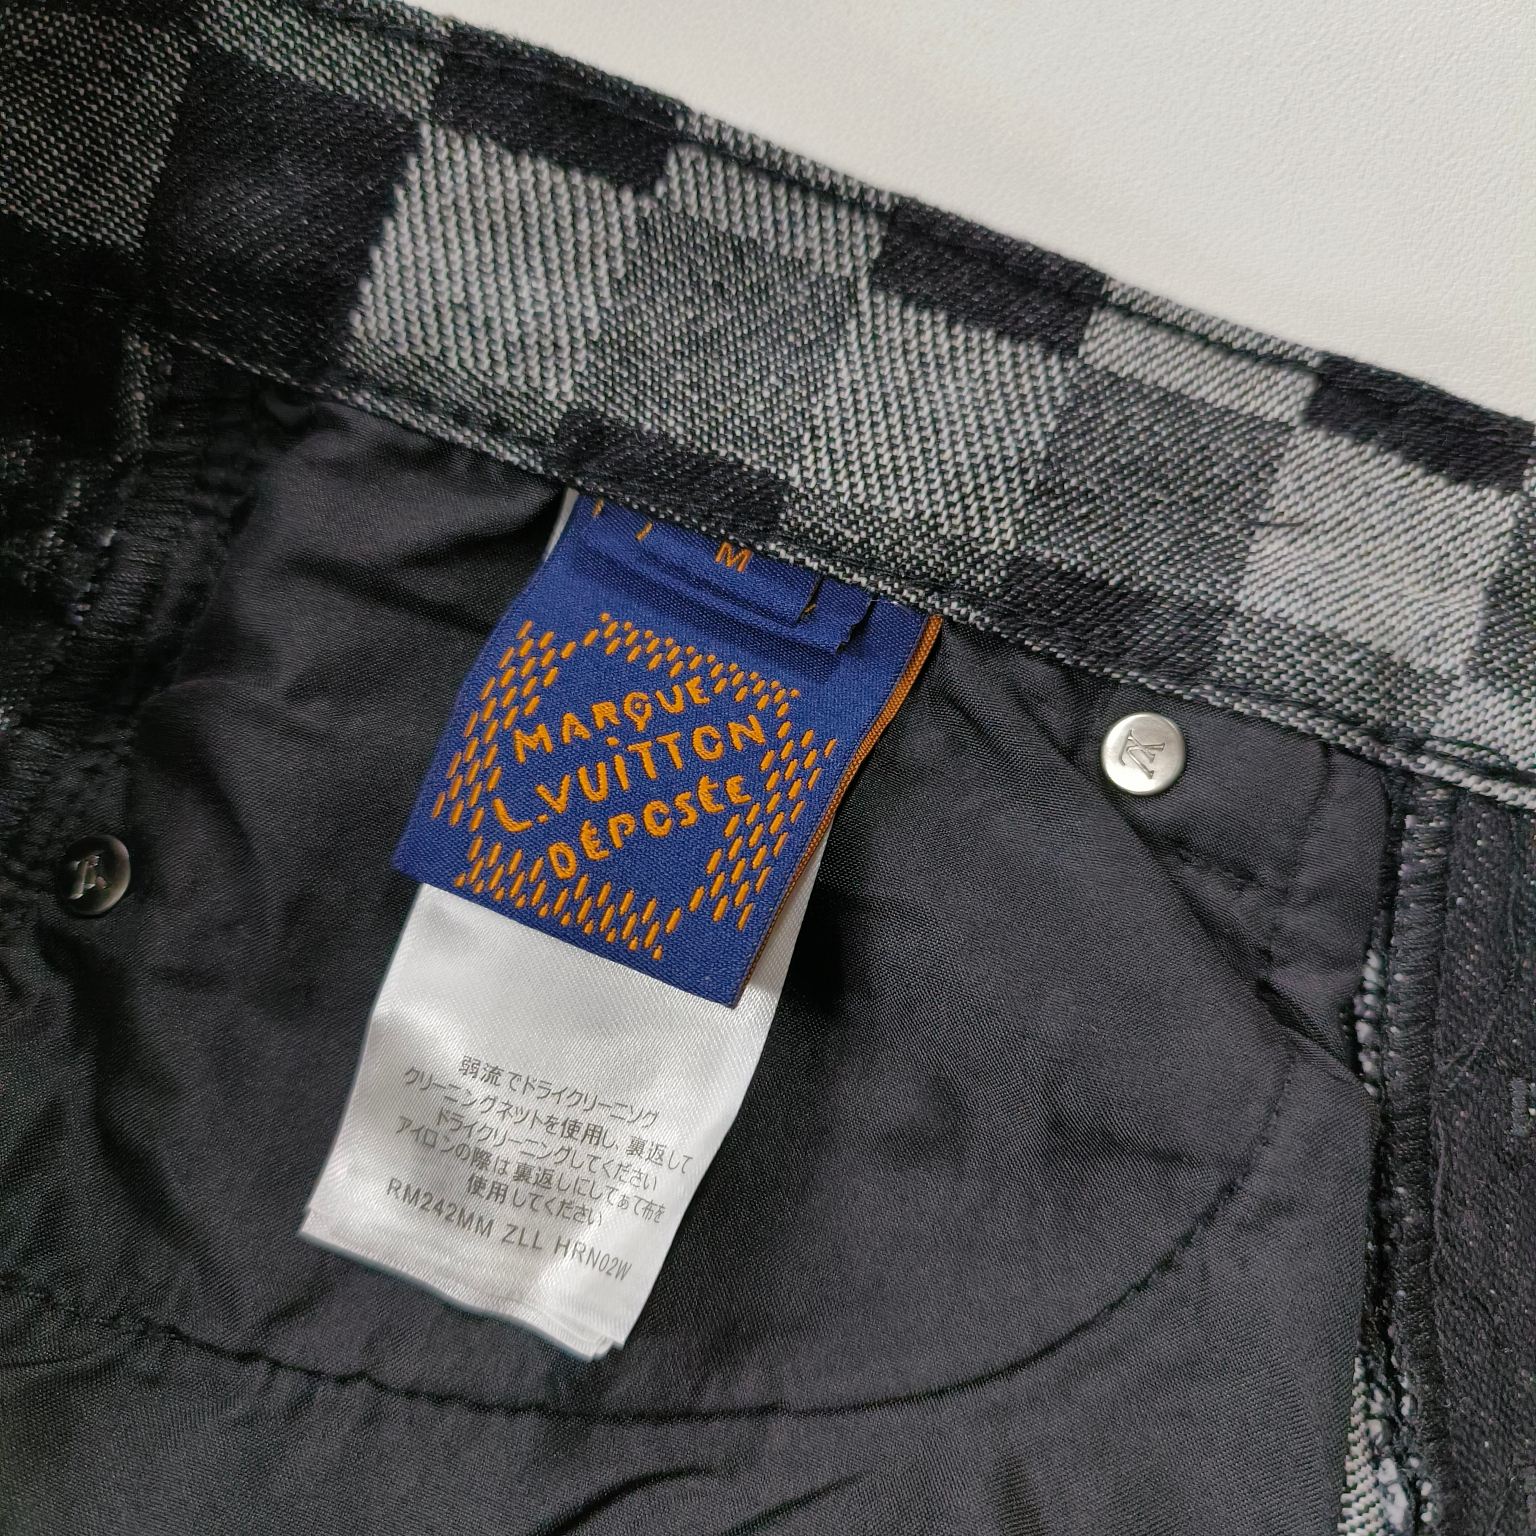 M
MARQUE
L.VUITTON
DÉPOSÉE
弱流でドライクリーニング
クリーニングネットを使用し、裏返して
ドライクリーニングしてください
アイロンの際は裏返しにしてあて布を
使用してください
RM242MM ZLL HRN02W
LV
LV